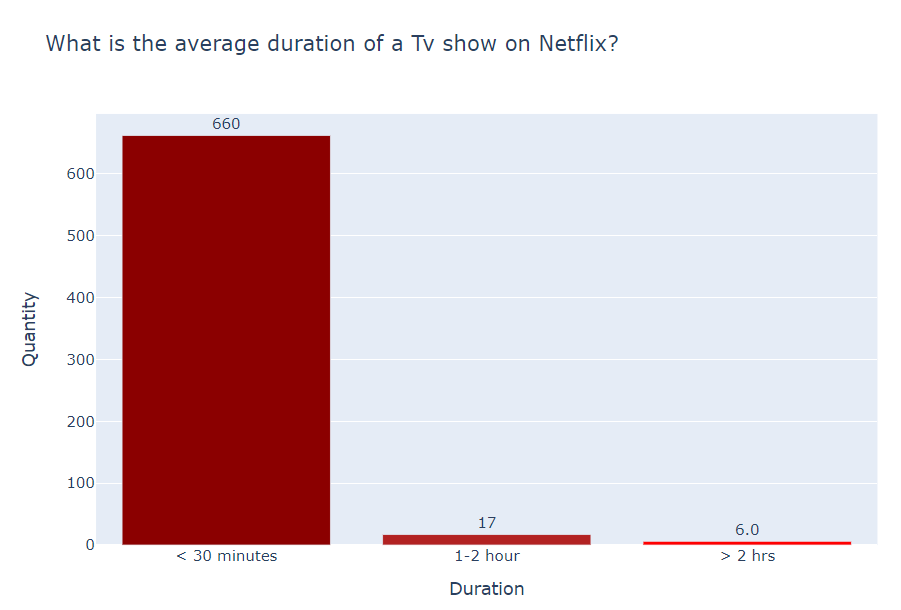 What is the average duration of a Tv show on Netflix?
660
600
500
400
300
200
100
0
17
6.0
Quantity
< 30 minutes
1-2 hour
> 2 hrs
Duration